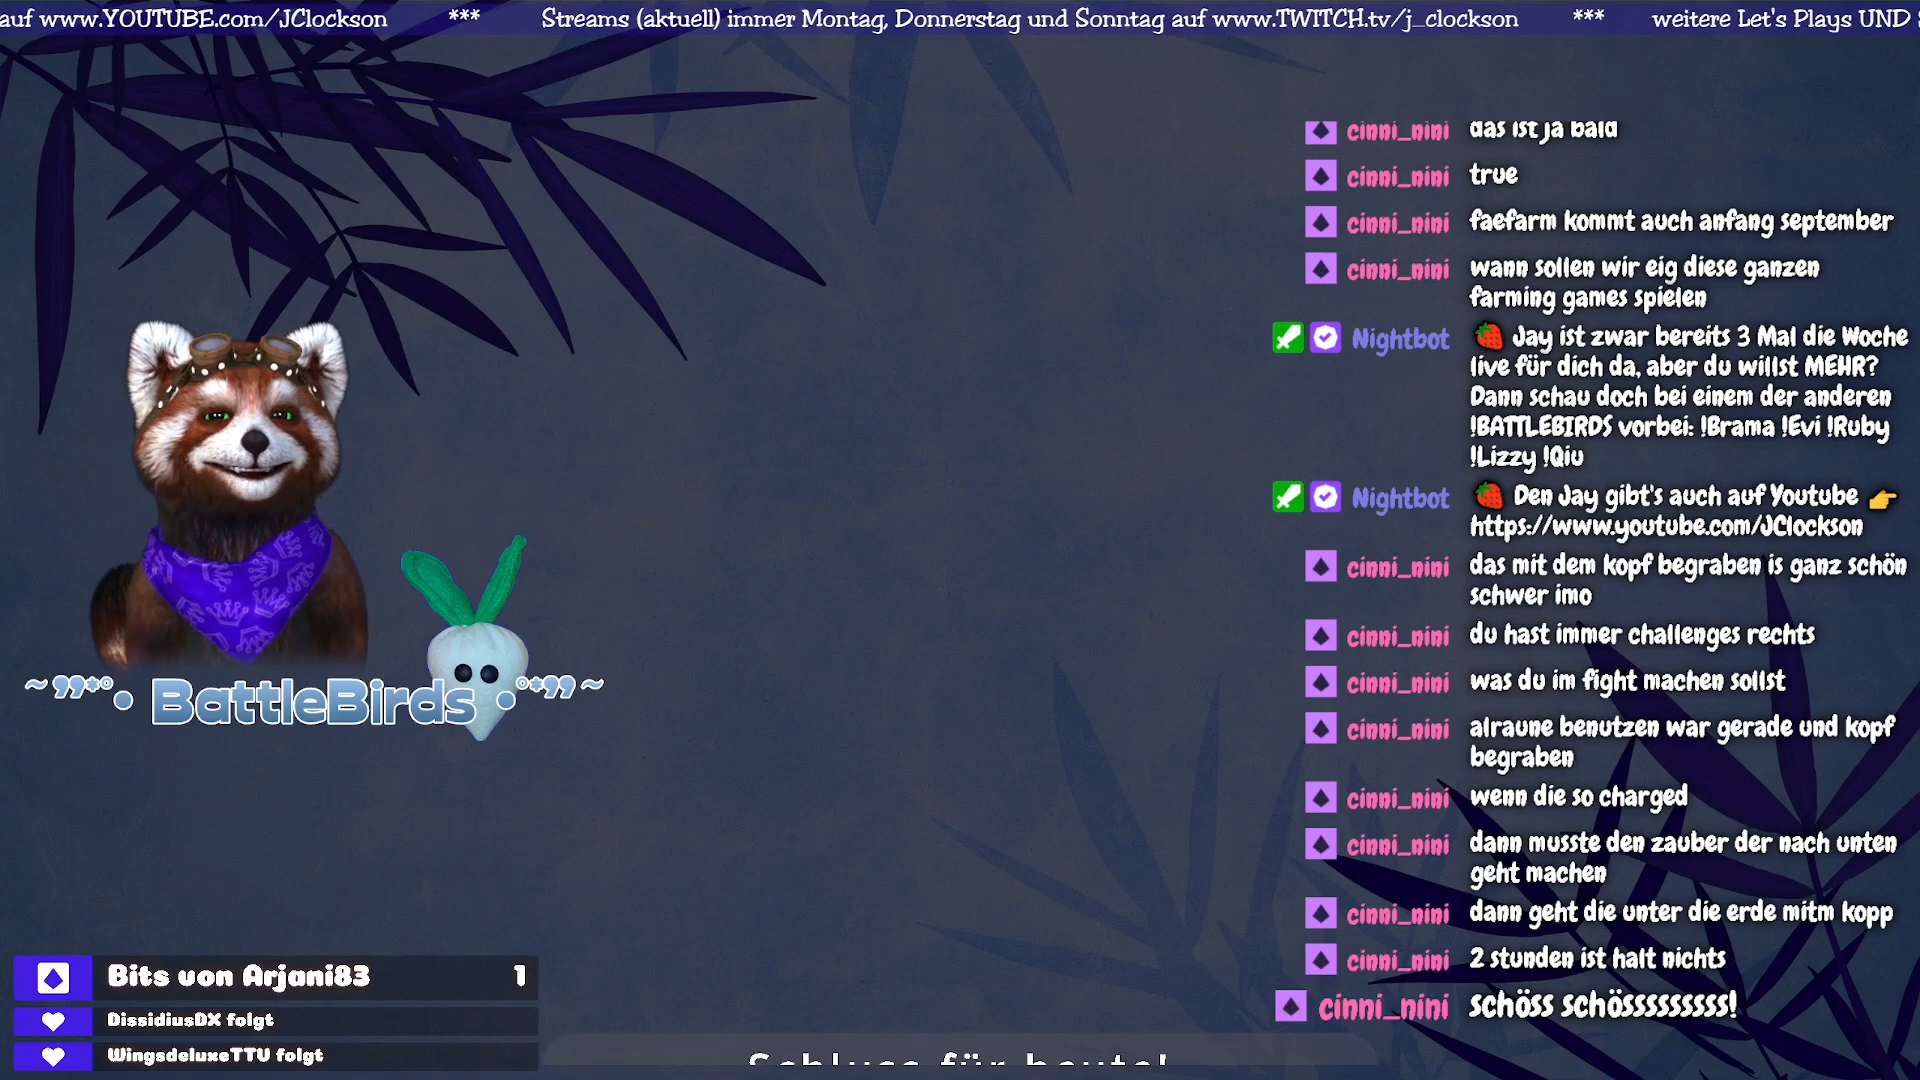 auf www.YOUTUBE.com/JClockson *** Streams (aktuell) immer Montag, Donnerstag und Sonntag auf www.TWITCH.tv/j_clockson *** weitere Let's Plays UND
cinni_nini das ist ja bald
cinni_nini true
cinni_nini faefarm kommt auch anfang september
cinni_nini wann sollen wir eig diese ganzen
farming games spielen
Nightbot 🍓 Jay ist zwar bereits 3 Mal die Woche
live für dich da, aber du willst MEHR?
Dann schau doch bei einem der anderen
!BATTLEBIRDS vorbei: !Brama !Evi !Ruby
!Lizzy !Qiu
Nightbot 🍓 Den Jay gibt's auch auf Youtube 👉
https://www.youtube.com/JClockson
cinni_nini das mit dem kopf begraben is ganz schön
schwer imo
cinni_nini du hast immer challenges rechts
cinni_nini was du im fight machen sollst
cinni_nini alraune benutzen war gerade und kopf
begraben
cinni_nini wenn die so charged
cinni_nini dann musste den zauber der nach unten
geht machen
cinni_nini dann geht die unter die erde mitm kopp
cinni_nini 2 stunden ist halt nichts
cinni_nini schöss schösssssssss!
~”*°• BattleBirds •°*”~
Bits von Arjani83 1
DissidiusDX folgt
WingsdeluxeTTV folgt
Schluss für heute!